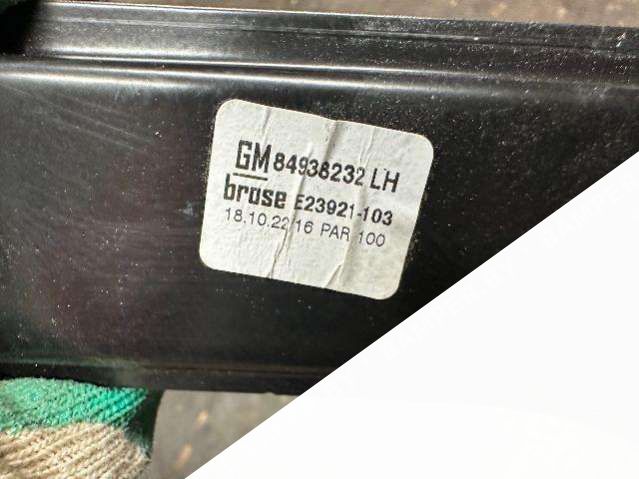 GM 84938232 LH
brose E23921-103
18.10.22 16 PAR 100